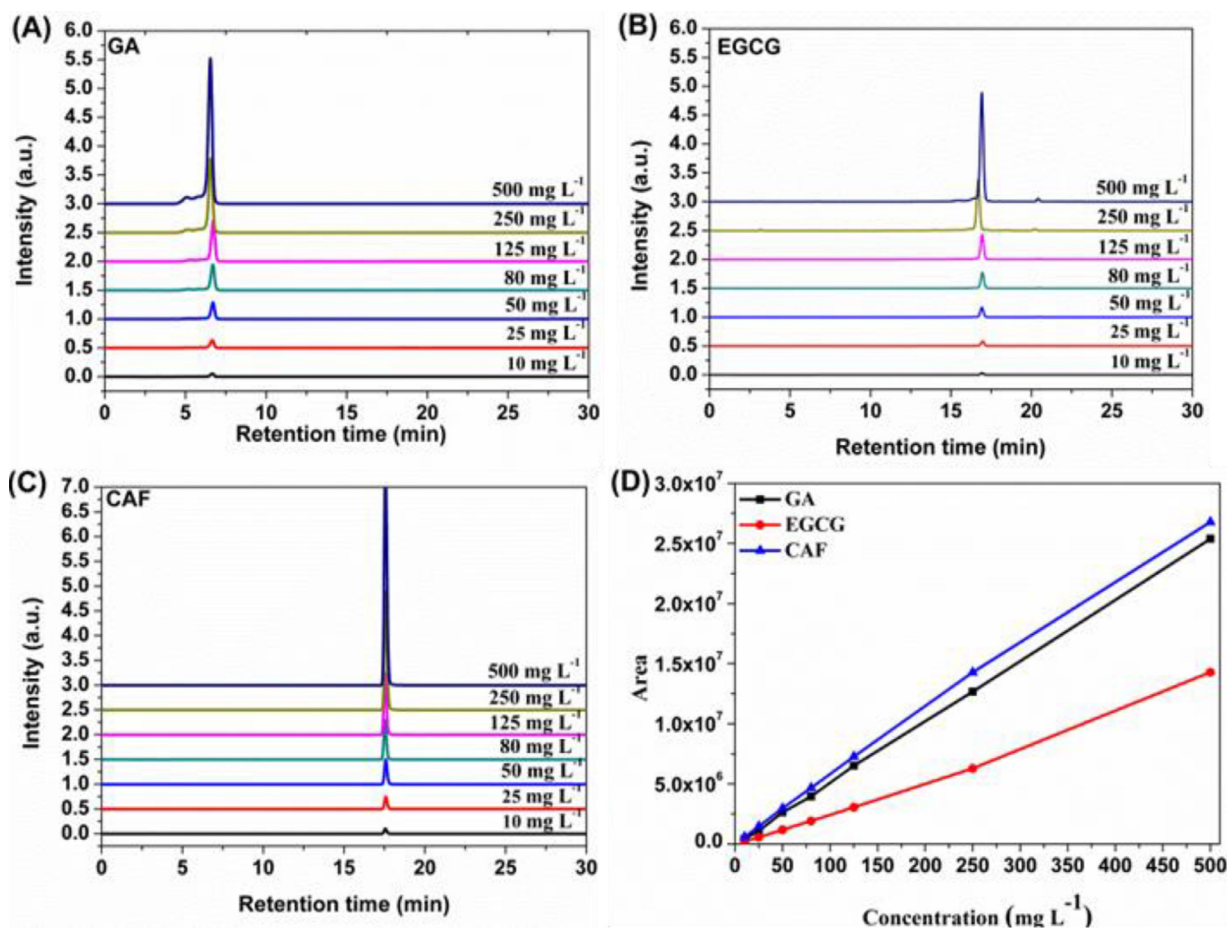 (A)
GA
6.0
5.5
5.0
4.5
4.0
3.5
3.0
2.5
2.0
1.5
1.0
0.5
0.0
Intensity (a.u.)
500 mg L⁻¹
250 mg L⁻¹
125 mg L⁻¹
80 mg L⁻¹
50 mg L⁻¹
25 mg L⁻¹
10 mg L⁻¹
0 5 10 15 20 25 30
Retention time (min)
(B)
EGCG
6.0
5.5
5.0
4.5
4.0
3.5
3.0
2.5
2.0
1.5
1.0
0.5
0.0
Intensity (a.u.)
500 mg L⁻¹
250 mg L⁻¹
125 mg L⁻¹
80 mg L⁻¹
50 mg L⁻¹
25 mg L⁻¹
10 mg L⁻¹
0 5 10 15 20 25 30
Retention time (min)
(C)
CAF
7.0
6.5
6.0
5.5
5.0
4.5
4.0
3.5
3.0
2.5
2.0
1.5
1.0
0.5
0.0
Intensity (a.u.)
500 mg L⁻¹
250 mg L⁻¹
125 mg L⁻¹
80 mg L⁻¹
50 mg L⁻¹
25 mg L⁻¹
10 mg L⁻¹
0 5 10 15 20 25 30
Retention time (min)
(D)
GA
EGCG
CAF
3.0x10⁷
2.5x10⁷
2.0x10⁷
1.5x10⁷
1.0x10⁷
5.0x10⁶
0.0
Area
0 50 100 150 200 250 300 350 400 450 500
Concentration (mg L⁻¹)